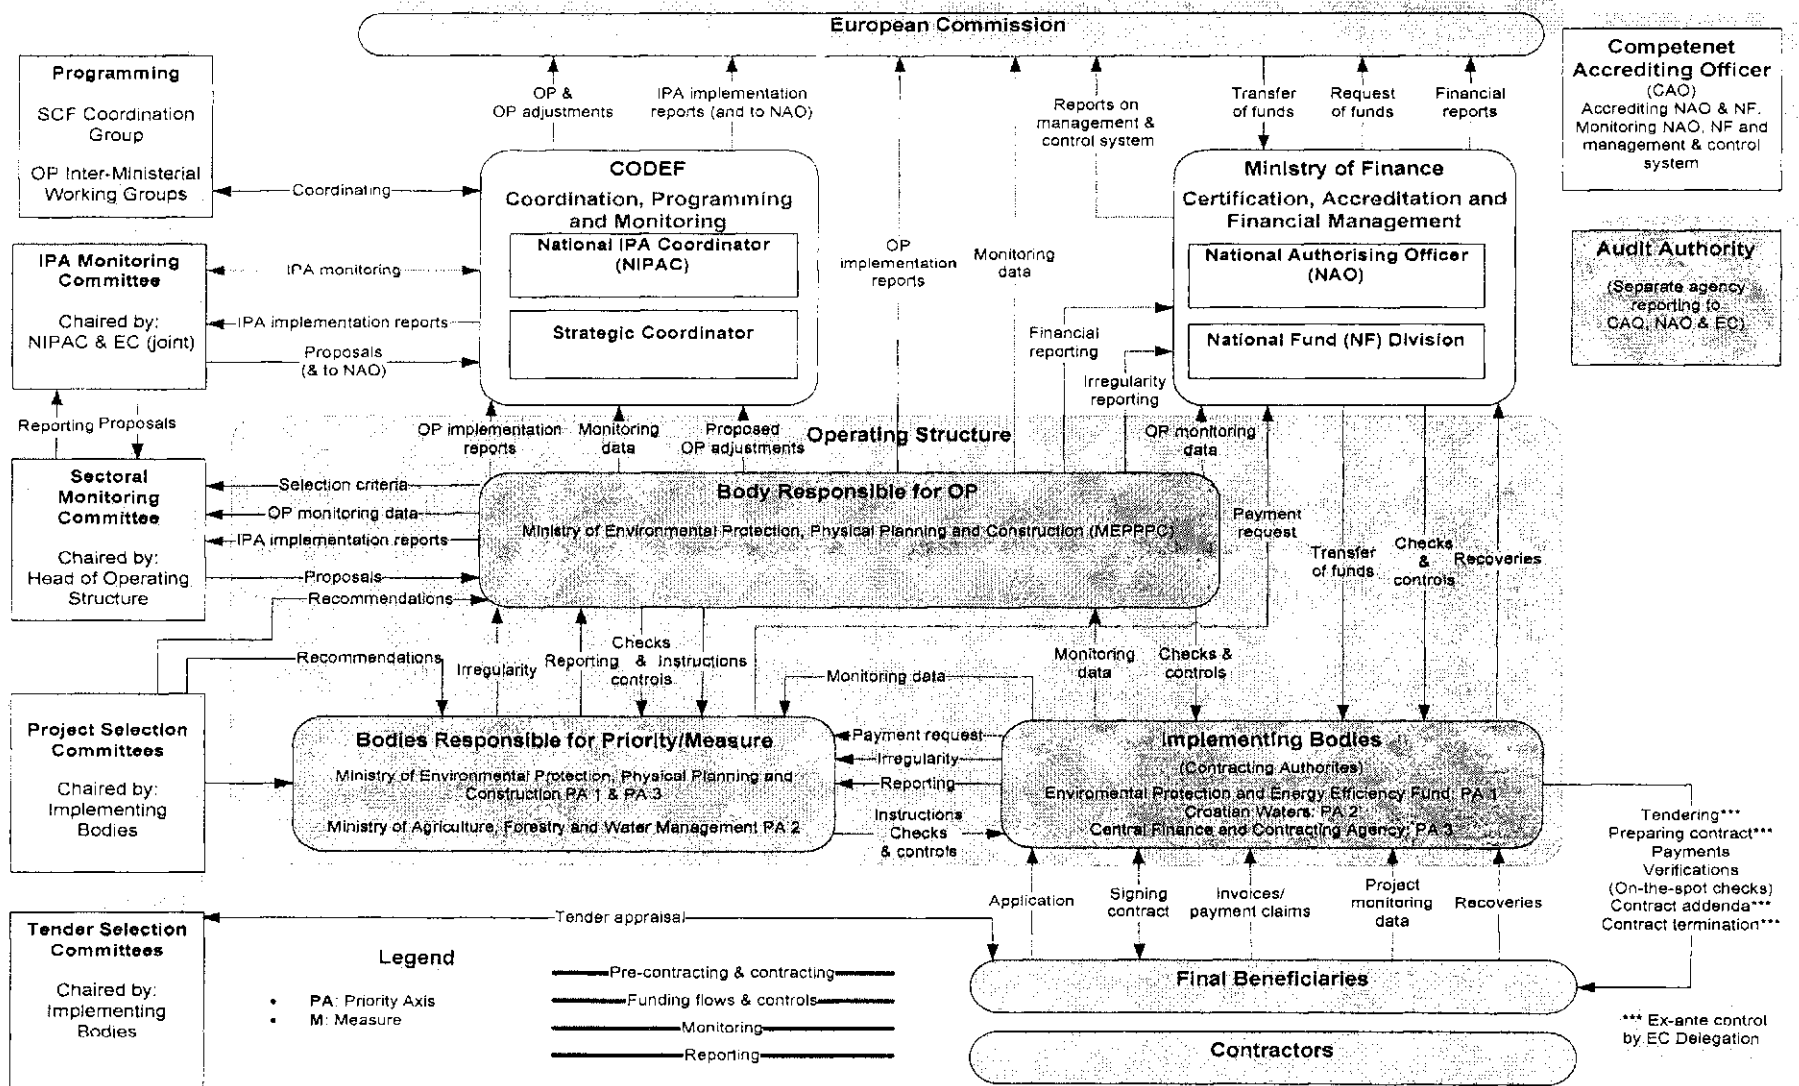 European Commission
Programming
SCF Coordination
Group
OP Inter-Ministerial
Working Groups
OP &
OP adjustments
IPA implementation
reports (and to NAO)
Reports on
management &
control system
Transfer
of funds
Request
of funds
Financial
reports
Competenet
Accrediting Officer
(CAO)
Accrediting NAO & NF.
Monitoring NAO, NF and
management & control
system
Coordinating
CODEF
Coordination, Programming
and Monitoring
National IPA Coordinator
(NIPAC)
Strategic Coordinator
OP
implementation
reports
Monitoring
data
Ministry of Finance
Certification, Accreditation and
Financial Management
National Authorising Officer
(NAO)
National Fund (NF) Division
Audit Authority
(Separate agency
reporting to
CAO, NAO & EC)
IPA Monitoring
Committee
Chaired by:
NIPAC & EC (joint)
IPA monitoring
IPA implementation reports
Proposals
(& to NAO)
Financial
reporting
Irregularity
reporting
Reporting
Proposals
OP implementation
reports
Monitoring
data
Proposed
OP adjustments
Operating Structure
OP monitoring
data
Sectoral
Monitoring
Committee
Chaired by:
Head of Operating
Structure
Selection criteria
OP monitoring data
IPA implementation reports
Proposals
Recommendations
Body Responsible for OP
Ministry of Environmental Protection, Physical Planning and Construction (MEPPPC)
Payment
request
Transfer
of funds
Checks
&
controls
Recoveries
Recommendations
Irregularity
Reporting
Checks
&
controls
Instructions
Monitoring
data
Checks &
controls
Monitoring data
Project Selection
Committees
Chaired by:
Implementing
Bodies
Bodies Responsible for Priority/Measure
Ministry of Environmental Protection, Physical Planning and
Construction PA 1 & PA 3
Ministry of Agriculture, Forestry and Water Management PA 2
Payment request
Irregularity
Reporting
Instructions
Checks
& controls
Implementing Bodies
(Contracting Authorites)
Enviromental Protection and Energy Efficiency Fund: PA 1
Croatian Waters: PA 2
Central Finance and Contracting Agency: PA 3
Tendering***
Preparing contract***
Payments
Verifications
(On-the-spot checks)
Contract addenda***
Contract termination***
Application
Signing
contract
Invoices/
payment claims
Project
monitoring
data
Recoveries
Tender Selection
Committees
Chaired by:
Implementing
Bodies
Tender appraisal
Legend
• PA: Priority Axis
• M: Measure
Pre-contracting & contracting
Funding flows & controls
Monitoring
Reporting
Final Beneficiaries
Contractors
*** Ex-ante control
by EC Delegation